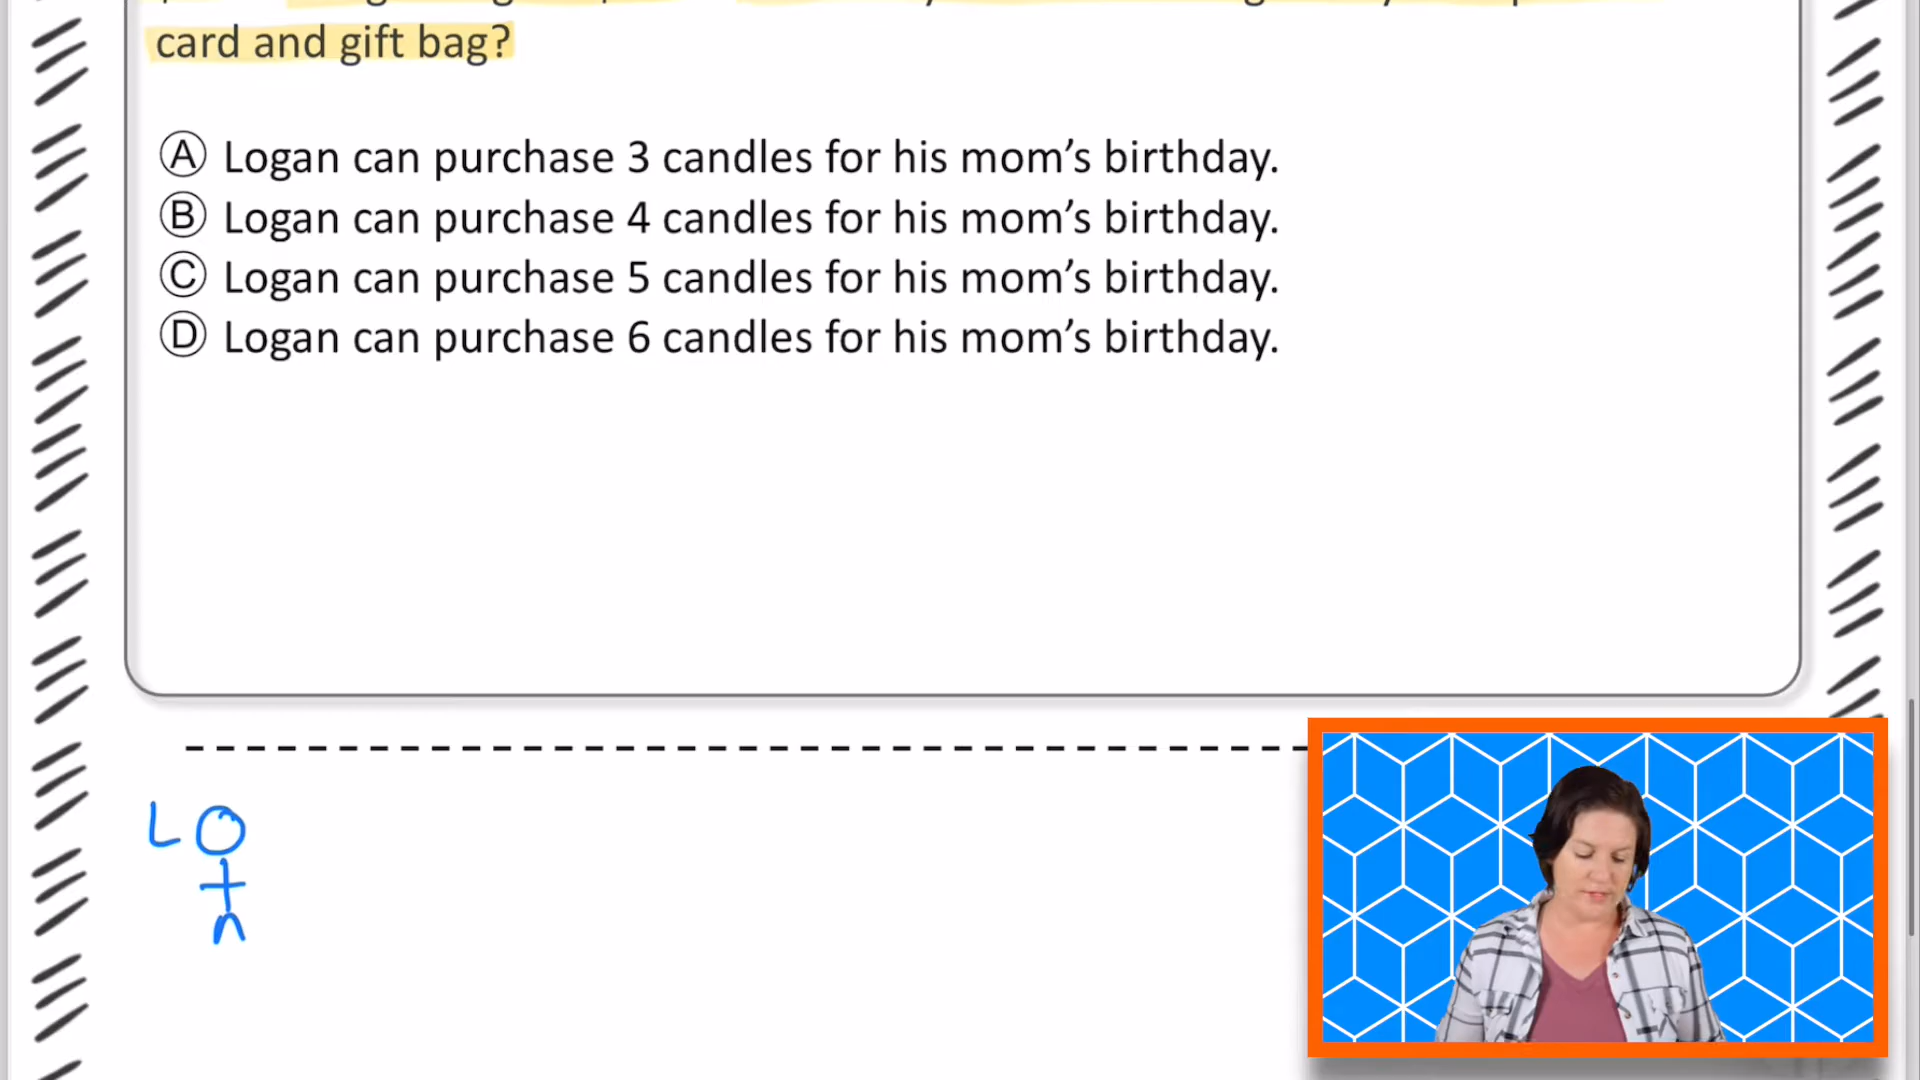 card and gift bag?
Ⓐ Logan can purchase 3 candles for his mom’s birthday.
Ⓑ Logan can purchase 4 candles for his mom’s birthday.
Ⓒ Logan can purchase 5 candles for his mom’s birthday.
Ⓓ Logan can purchase 6 candles for his mom’s birthday.
L